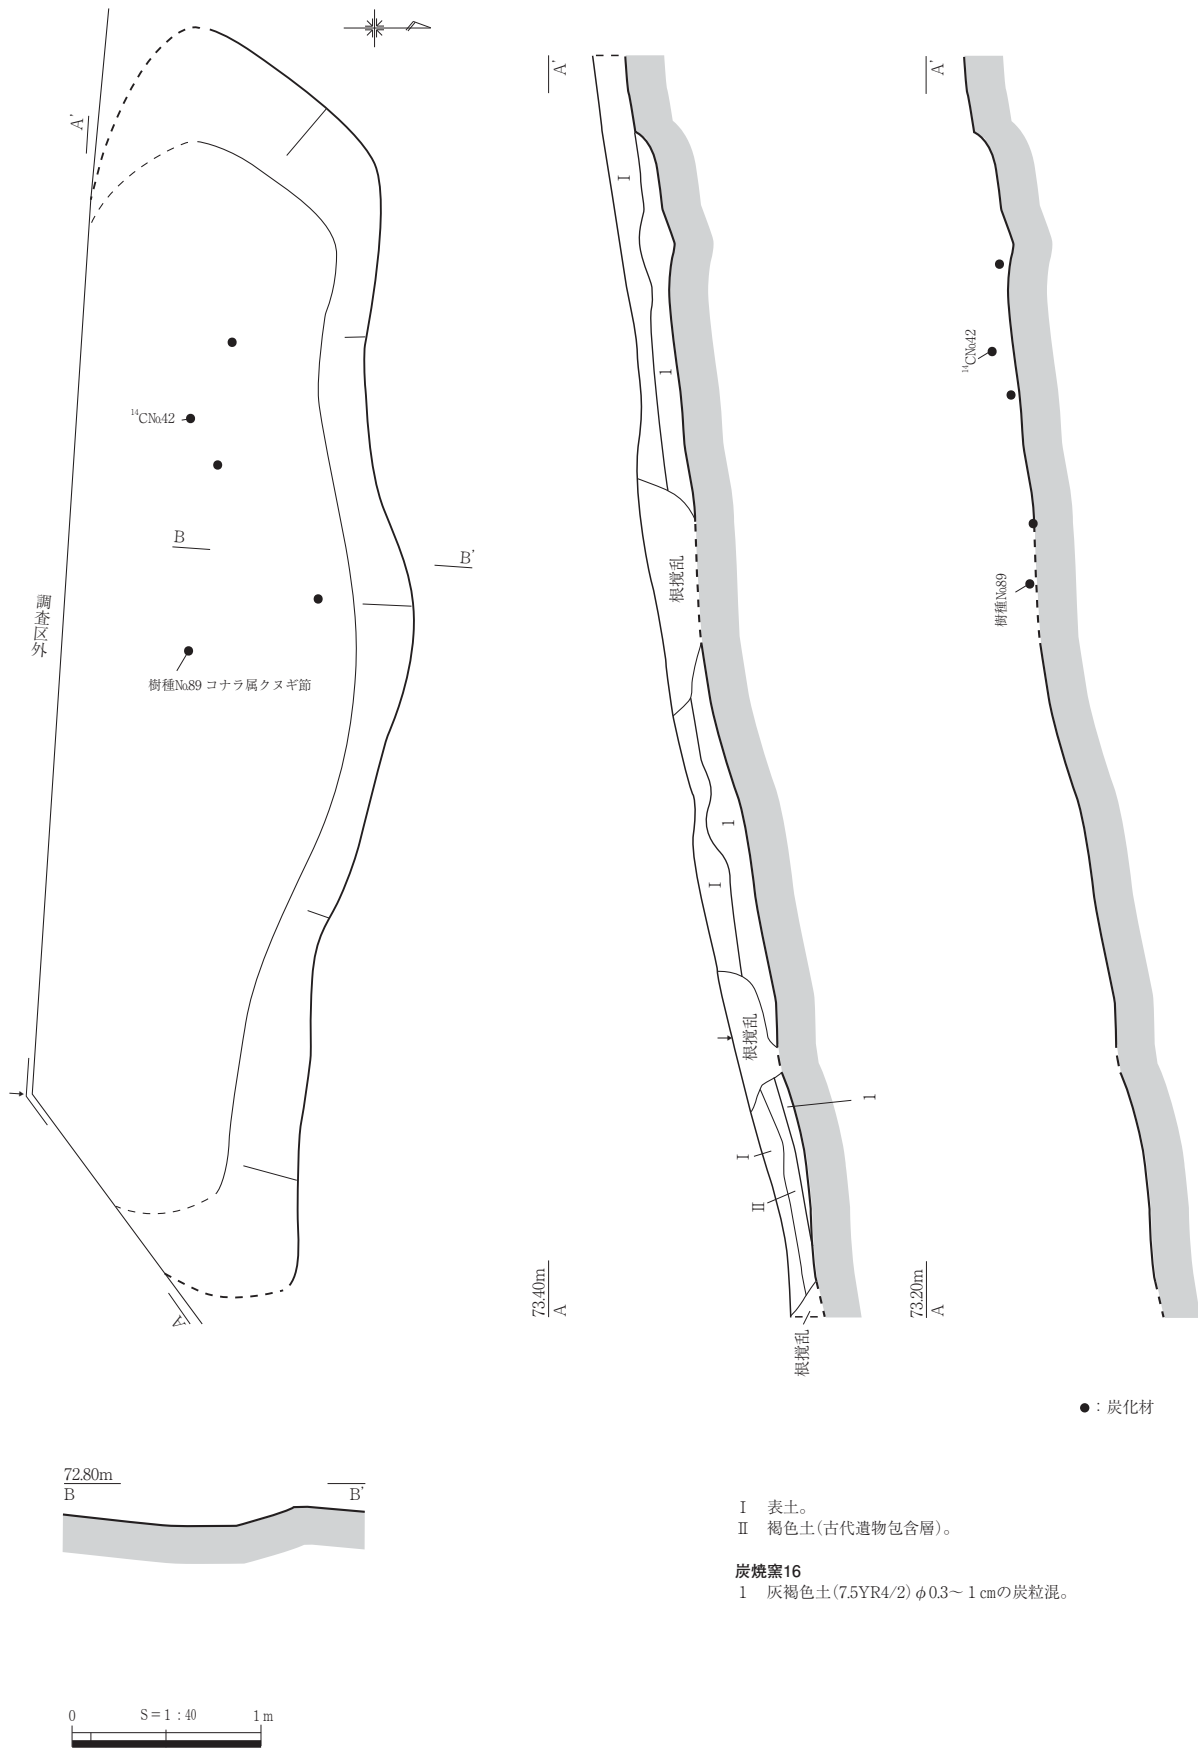 A'
¹⁴C№42
B
B'
調査区外
樹種№89 コナラ属クヌギ節
A
A'
I
1
根撹乱
1
I
根撹乱
1
I
II
73.40m
A
根撹乱
A'
¹⁴C№42
樹種№89
73.20m
A
●：炭化材
72.80m
B
B'
I 表土。
II 褐色土(古代遺物包含層)。
炭焼窯16
1 灰褐色土(7.5YR4/2) φ0.3～1㎝の炭粒混。
0 S＝1：40 1m